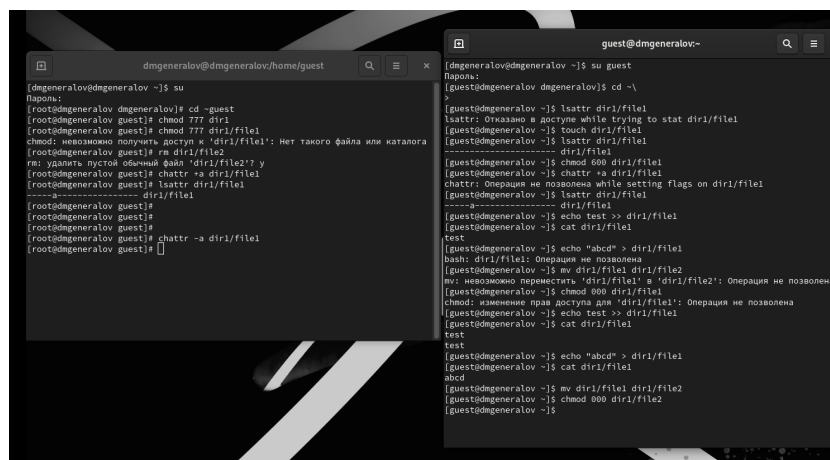 dmgeneralov@dmgeneralov:/home/guest
[dmgeneralov@dmgeneralov ~]$ su
Пароль:
[root@dmgeneralov dmgeneralov]# cd ~guest
[root@dmgeneralov guest]# chmod 777 dir1
[root@dmgeneralov guest]# chmod 777 dir1/file1
chmod: невозможно получить доступ к 'dir1/file1': Нет такого файла или каталога
[root@dmgeneralov guest]# rm dir1/file2
rm: удалить пустой обычный файл 'dir1/file2'? y
[root@dmgeneralov guest]# chattr +a dir1/file1
[root@dmgeneralov guest]# lsattr dir1/file1
-----a---------------- dir1/file1
[root@dmgeneralov guest]#
[root@dmgeneralov guest]#
[root@dmgeneralov guest]#
[root@dmgeneralov guest]# chattr -a dir1/file1
[root@dmgeneralov guest]#
guest@dmgeneralov:~
[dmgeneralov@dmgeneralov ~]$ su guest
Пароль:
[guest@dmgeneralov dmgeneralov]$ cd ~\
>
[guest@dmgeneralov ~]$ lsattr dir1/file1
lsattr: Отказано в доступе while trying to stat dir1/file1
[guest@dmgeneralov ~]$ touch dir1/file1
[guest@dmgeneralov ~]$ lsattr dir1/file1
---------------------- dir1/file1
[guest@dmgeneralov ~]$ chmod 600 dir1/file1
[guest@dmgeneralov ~]$ chattr +a dir1/file1
chattr: Операция не позволена while setting flags on dir1/file1
[guest@dmgeneralov ~]$ lsattr dir1/file1
-----a---------------- dir1/file1
[guest@dmgeneralov ~]$ echo test >> dir1/file1
[guest@dmgeneralov ~]$ cat dir1/file1
test
[guest@dmgeneralov ~]$ echo "abcd" > dir1/file1
bash: dir1/file1: Операция не позволена
[guest@dmgeneralov ~]$ mv dir1/file1 dir1/file2
mv: невозможно переместить 'dir1/file1' в 'dir1/file2': Операция не позволен
[guest@dmgeneralov ~]$ chmod 000 dir1/file1
chmod: изменение прав доступа для 'dir1/file1': Операция не позволена
[guest@dmgeneralov ~]$ echo test >> dir1/file1
[guest@dmgeneralov ~]$ cat dir1/file1
test
test
[guest@dmgeneralov ~]$ echo "abcd" > dir1/file1
[guest@dmgeneralov ~]$ cat dir1/file1
abcd
[guest@dmgeneralov ~]$ mv dir1/file1 dir1/file2
[guest@dmgeneralov ~]$ chmod 000 dir1/file2
[guest@dmgeneralov ~]$